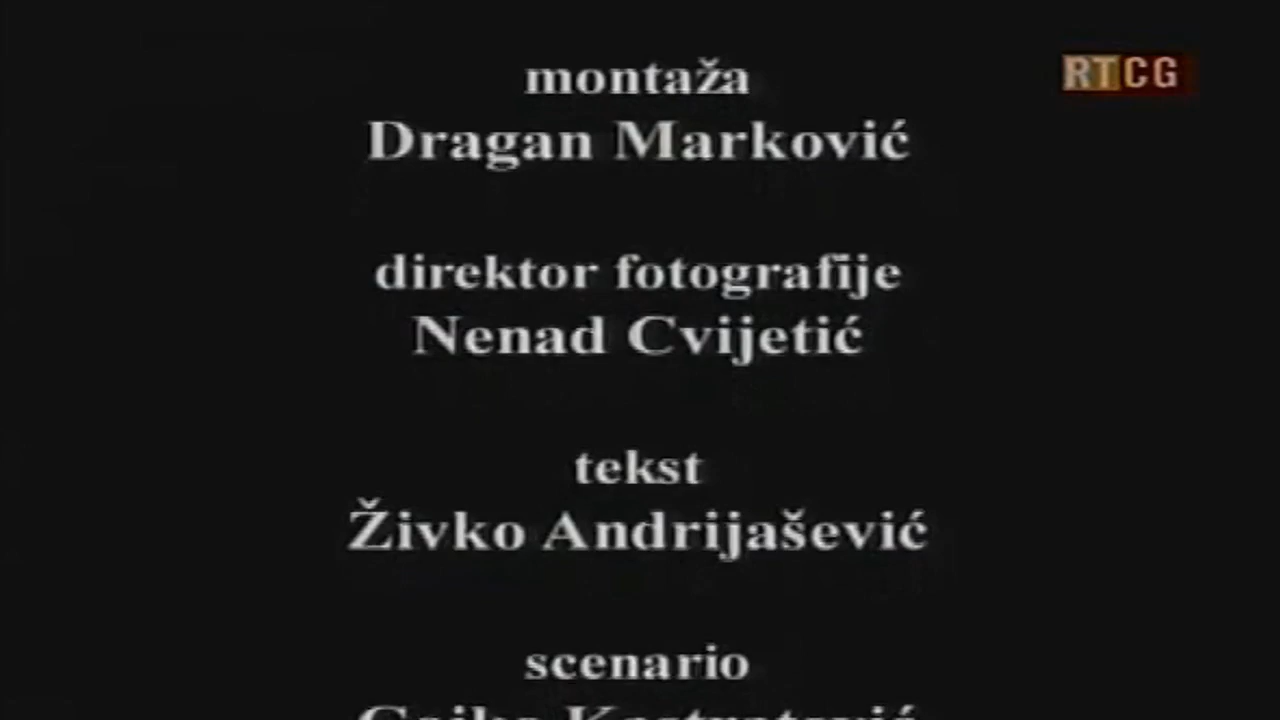 montaža
RTCG
Dragan Marković
direktor fotografije
Nenad Cvijetić
tekst
Živko Andrijašević
scenario